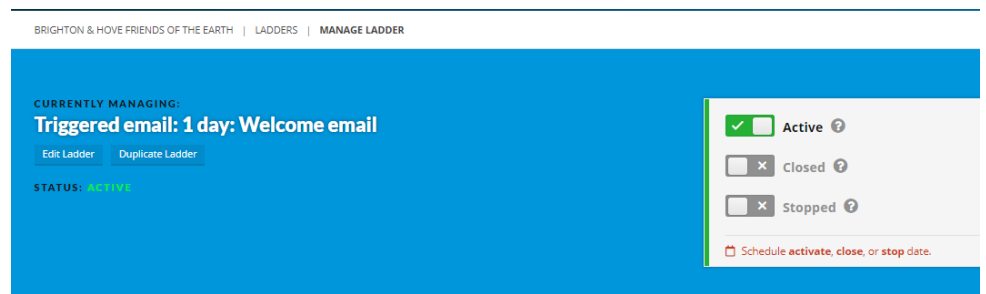 BRIGHTON & HOVE FRIENDS OF THE EARTH | LADDERS | MANAGE LADDER
CURRENTLY MANAGING:
Triggered email: 1 day: Welcome email
Edit Ladder Duplicate Ladder
STATUS: ACTIVE
Active ?
Closed ?
Stopped ?
Schedule activate, close, or stop date.